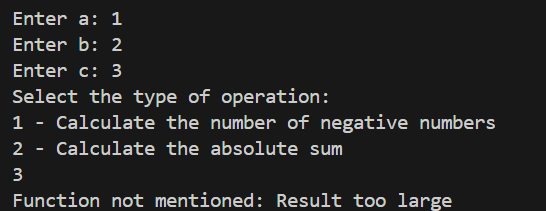 Enter a: 1
Enter b: 2
Enter c: 3
Select the type of operation:
1 - Calculate the number of negative numbers
2 - Calculate the absolute sum
3
Function not mentioned: Result too large